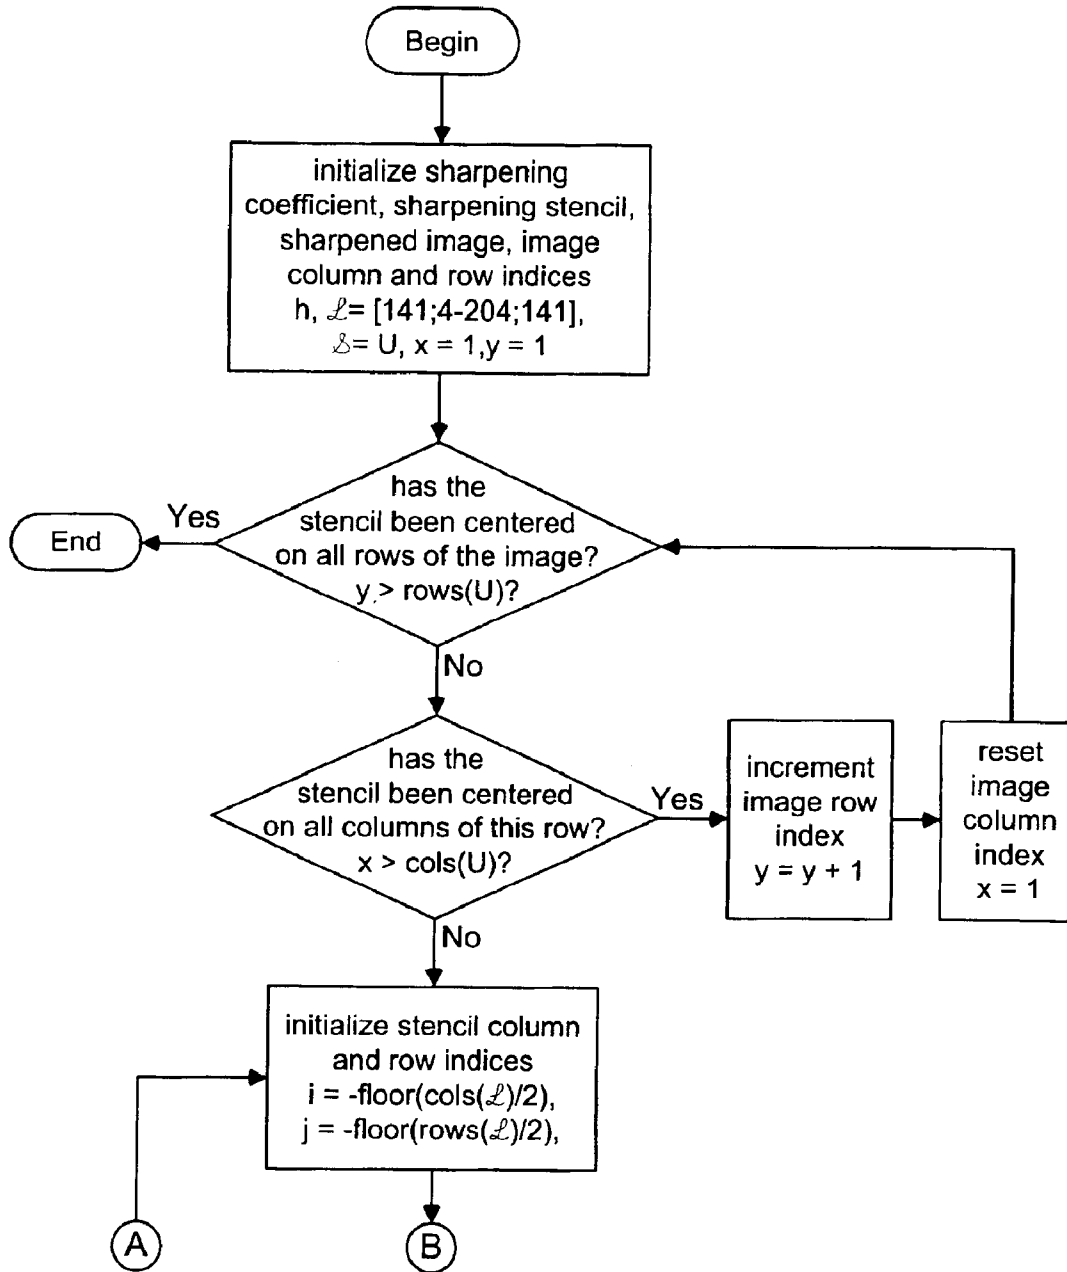 Begin
initialize sharpening
coefficient, sharpening stencil,
sharpened image, image
column and row indices
h, ℒ= [141;4-204;141],
𝒮= U, x = 1,y = 1
has the
stencil been centered
on all rows of the image?
y > rows(U)?
Yes
End
No
has the
stencil been centered
on all columns of this row?
x > cols(U)?
Yes
increment
image row
index
y = y + 1
reset
image
column
index
x = 1
No
initialize stencil column
and row indices
i = -floor(cols(ℒ)/2),
j = -floor(rows(ℒ)/2),
A
B